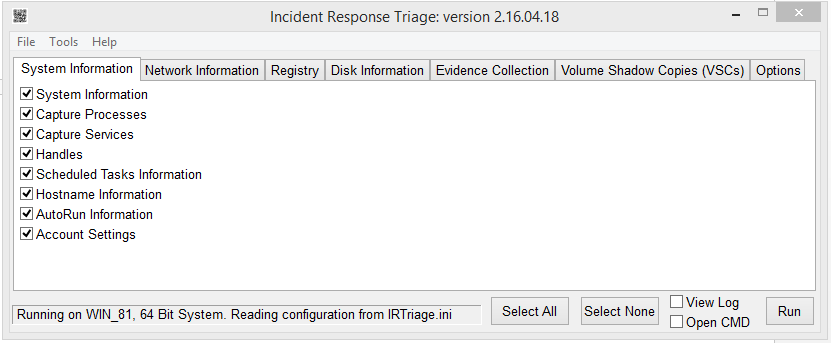 Incident Response Triage: version 2.16.04.18
File Tools Help
System Information Network Information Registry Disk Information Evidence Collection Volume Shadow Copies (VSCs) Options
System Information
Capture Processes
Capture Services
Handles
Scheduled Tasks Information
Hostname Information
AutoRun Information
Account Settings
Running on WIN_81, 64 Bit System. Reading configuration from IRTriage.ini
Select All
Select None
View Log
Open CMD
Run